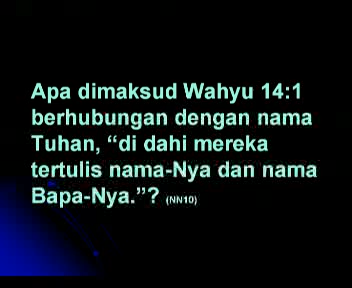 Apa dimaksud Wahyu 14:1
berhubungan dengan nama
Tuhan, “di dahi mereka
tertulis nama-Nya dan nama
Bapa-Nya.”? (NN10)